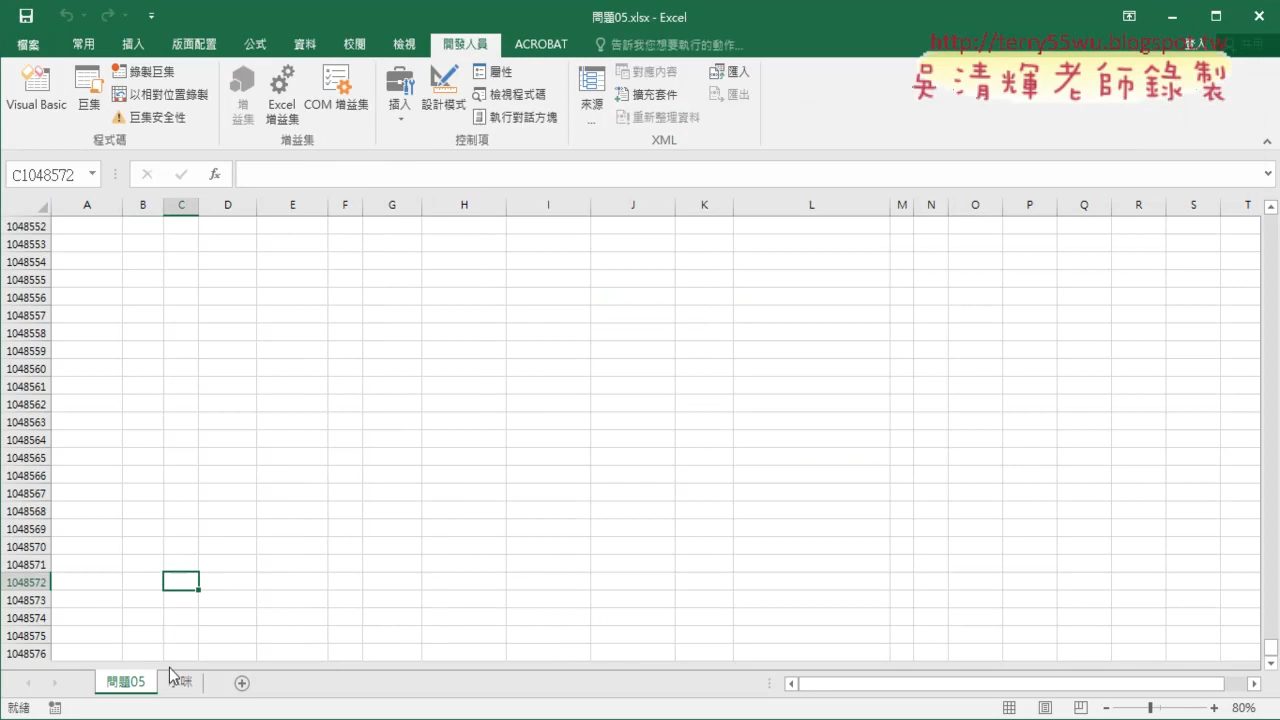 問題05.xlsx - Excel
檔案 常用 插入 版面配置 公式 資料 校閱 檢視 開發人員 ACROBAT 告訴我您想要執行的動作...
http://terry55wu.blogspot.tw
吳清輝老師錄製
Visual Basic 巨集 錄製巨集 以相對位置錄製 巨集安全性
程式碼
增益集 Excel 增益集 COM 增益集
增益集
插入 設計模式 屬性 檢視程式碼 執行對話方塊
控制項
來源... 對應內容 擴充套件 重新整理資料 匯入 匯出
XML
C1048572 fx
A B C D E F G H I J K L M N O P Q R S T
1048552
1048553
1048554
1048555
1048556
1048557
1048558
1048559
1048560
1048561
1048562
1048563
1048564
1048565
1048566
1048567
1048568
1048569
1048570
1048571
1048572
1048573
1048574
1048575
1048576
問題05 咪
就緒 80%